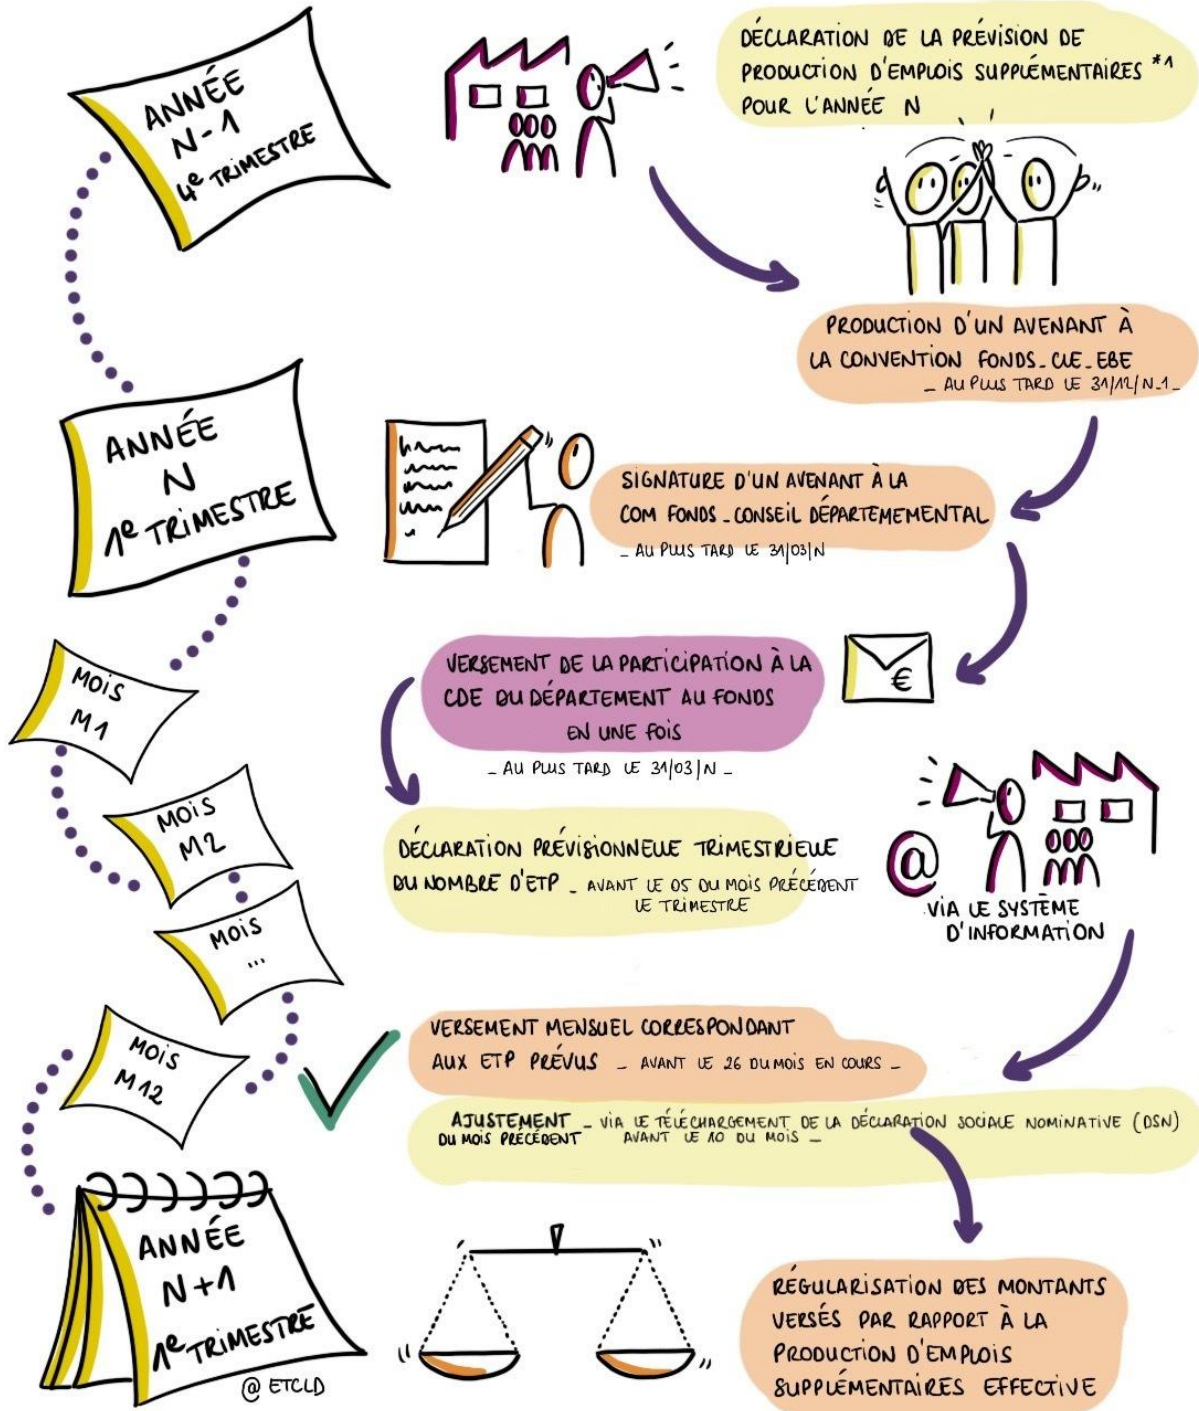 ANNÉE
N-1
4e TRIMESTRE
DÉCLARATION DE LA PRÉVISION DE
PRODUCTION D'EMPLOIS SUPPLÉMENTAIRES *1
POUR L'ANNÉE N
PRODUCTION D'UN AVENANT À
LA CONVENTION FONDS_CLE_EBE
_ AU PLUS TARD LE 31/12/N-1_
ANNÉE
N
1e TRIMESTRE
SIGNATURE D'UN AVENANT À LA
COM FONDS_CONSEIL DÉPARTEMEMENTAL
_ AU PLUS TARD LE 31/03/N
MOIS
M1
VERSEMENT DE LA PARTICIPATION À LA
CDE DU DÉPARTEMENT AU FONDS
EN UNE FOIS
_ AU PLUS TARD LE 31/03/N _
€
MOIS
M2
DÉCLARATION PRÉVISIONNELLE TRIMESTRIELLE
DU NOMBRE D'ETP _ AVANT LE 05 DU MOIS PRÉCÉDENT
LE TRIMESTRE
@
VIA LE SYSTÈME
D'INFORMATION
MOIS
...
MOIS
M12
VERSEMENT MENSUEL CORRESPONDANT
AUX ETP PRÉVUS _ AVANT LE 26 DU MOIS EN COURS _
AJUSTEMENT _ VIA LE TÉLÉCHARGEMENT DE LA DÉCLARATION SOCIALE NOMINATIVE (DSN)
DU MOIS PRÉCÉDENT AVANT LE 10 DU MOIS _
ANNÉE
N+1
1e TRIMESTRE
@ ETCLD
RÉGULARISATION DES MONTANTS
VERSÉS PAR RAPPORT À LA
PRODUCTION D'EMPLOIS
SUPPLÉMENTAIRES EFFECTIVE